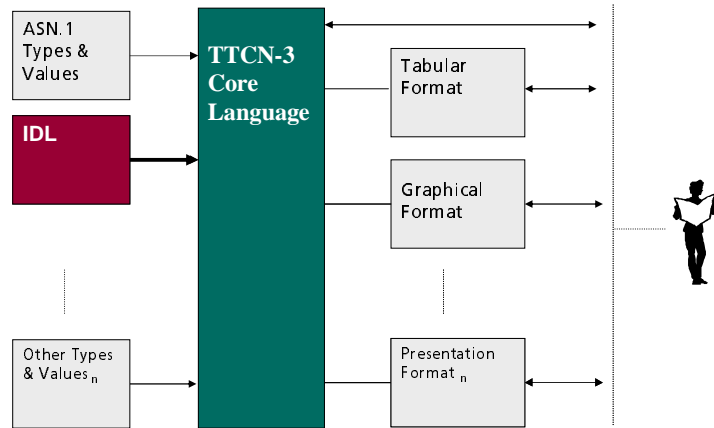 ASN.1
Types &
Values
IDL
Other Types
& Values n
TTCN-3
Core
Language
Tabular
Format
Graphical
Format
Presentation
Format n